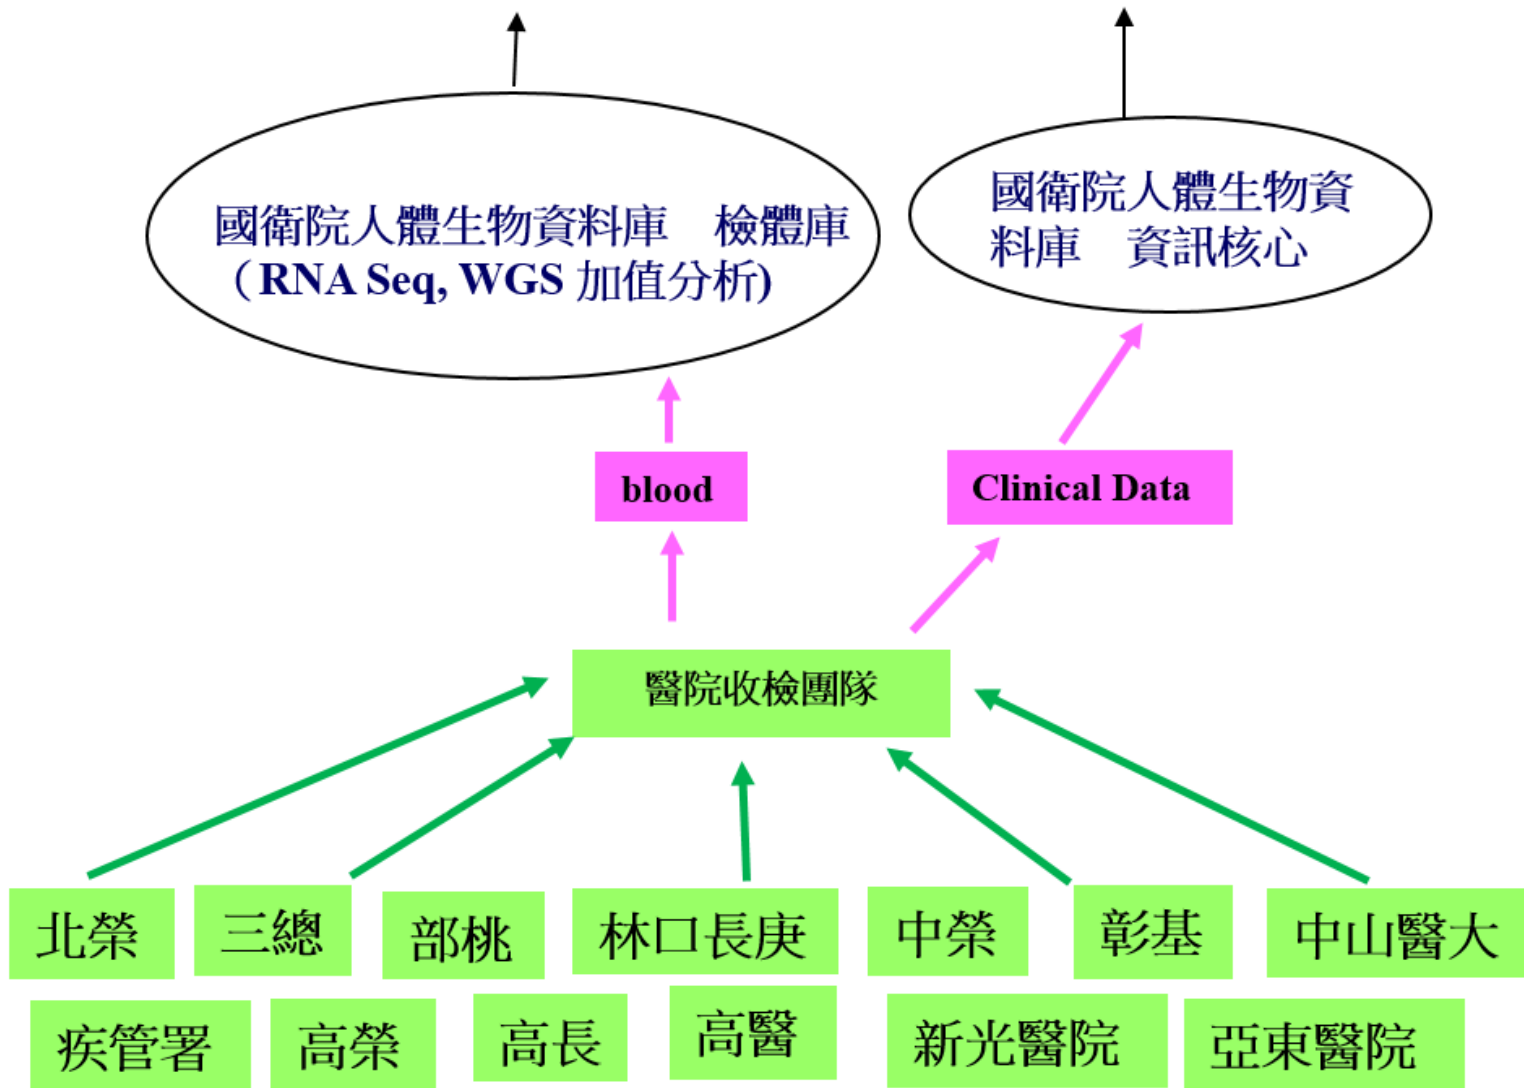 國衛院人體生物資料庫　檢體庫
（RNA Seq, WGS 加值分析)
國衛院人體生物資
料庫　資訊核心
blood
Clinical Data
醫院收檢團隊
北榮
三總
部桃
林口長庚
中榮
彰基
中山醫大
疾管署
高榮
高長
高醫
新光醫院
亞東醫院